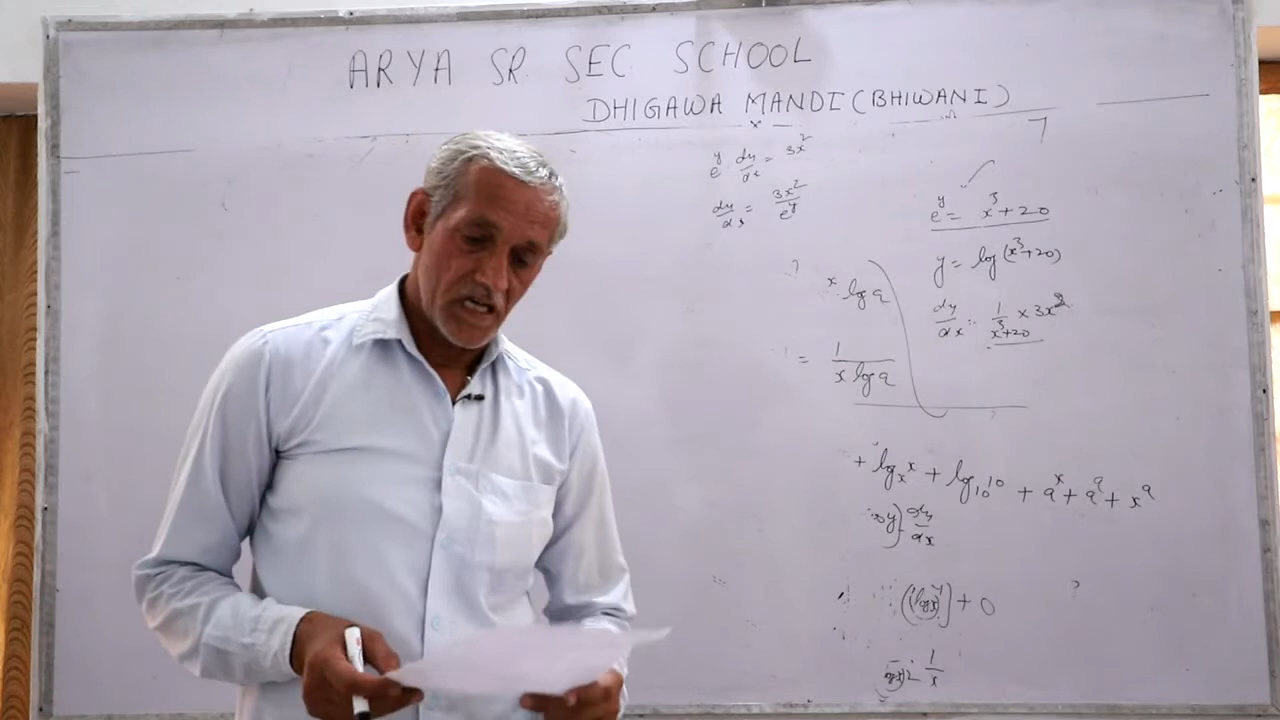 ARYA SR. SEC. SCHOOL
DHIGAWA MANDI (BHIWANI)
e^y dy/dx = 3x^2
dy/dx = 3x^2/e^y
e^y = x^3 + 20
y = log(x^3+20)
dy/dx = 1/(x^3+20) × 3x^2
x log a
= 1/(x log a)
+ log_x x + log_10 10 + a^x + a^a + x^a
dy/dx
+ 0
1/x